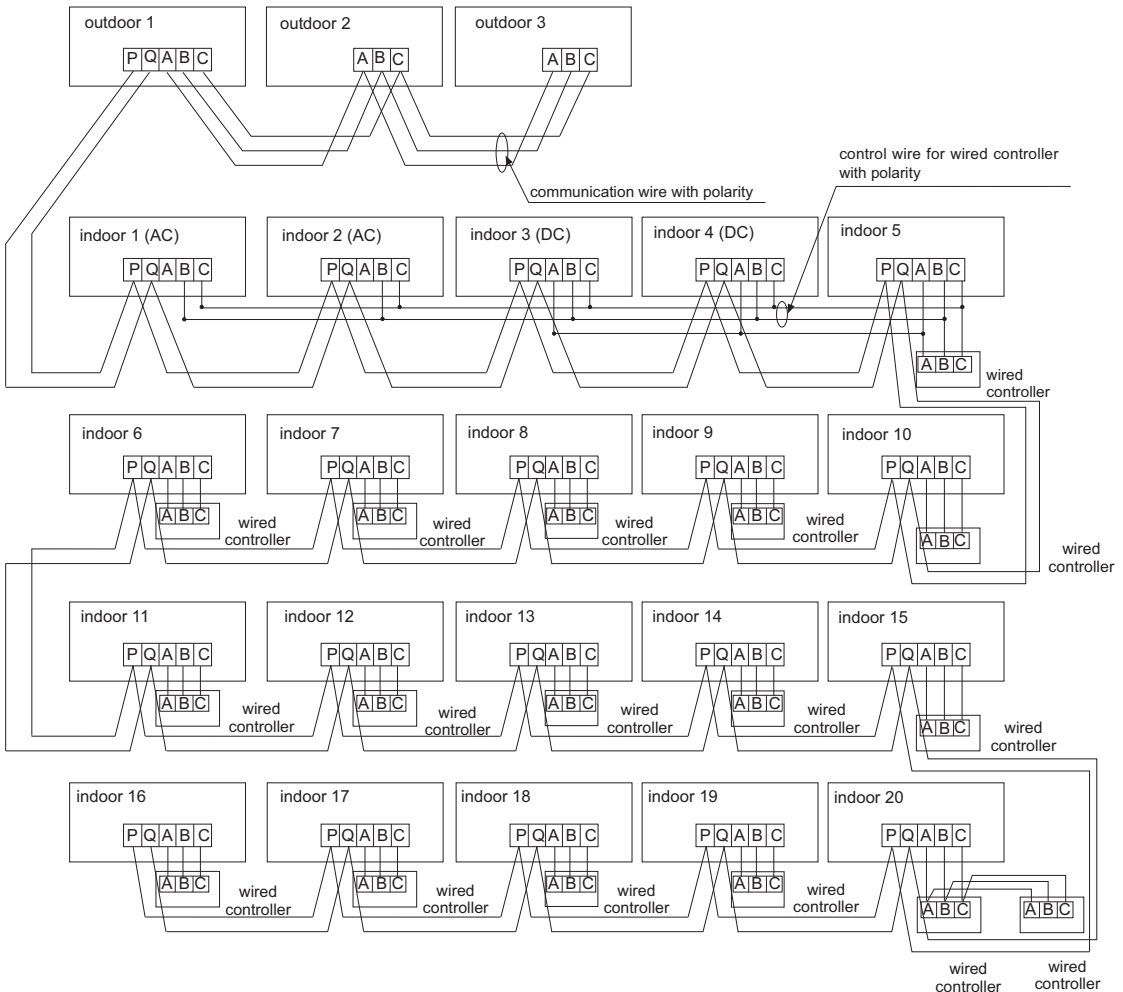 outdoor 1
outdoor 2
outdoor 3
P Q A B C
A B C
A B C
control wire for wired controller
with polarity
communication wire with polarity
indoor 1 (AC)
indoor 2 (AC)
indoor 3 (DC)
indoor 4 (DC)
indoor 5
P Q A B C
P Q A B C
P Q A B C
P Q A B C
P Q A B C
A B C
wired
controller
indoor 6
indoor 7
indoor 8
indoor 9
indoor 10
P Q A B C
P Q A B C
P Q A B C
P Q A B C
P Q A B C
A B C
wired
controller
A B C
wired
controller
A B C
wired
controller
A B C
wired
controller
A B C
wired
controller
indoor 11
indoor 12
indoor 13
indoor 14
indoor 15
P Q A B C
P Q A B C
P Q A B C
P Q A B C
P Q A B C
A B C
wired
controller
A B C
wired
controller
A B C
wired
controller
A B C
wired
controller
A B C
wired
controller
indoor 16
indoor 17
indoor 18
indoor 19
indoor 20
P Q A B C
P Q A B C
P Q A B C
P Q A B C
P Q A B C
A B C
wired
controller
A B C
wired
controller
A B C
wired
controller
A B C
wired
controller
A B C
A B C
wired
controller
wired
controller